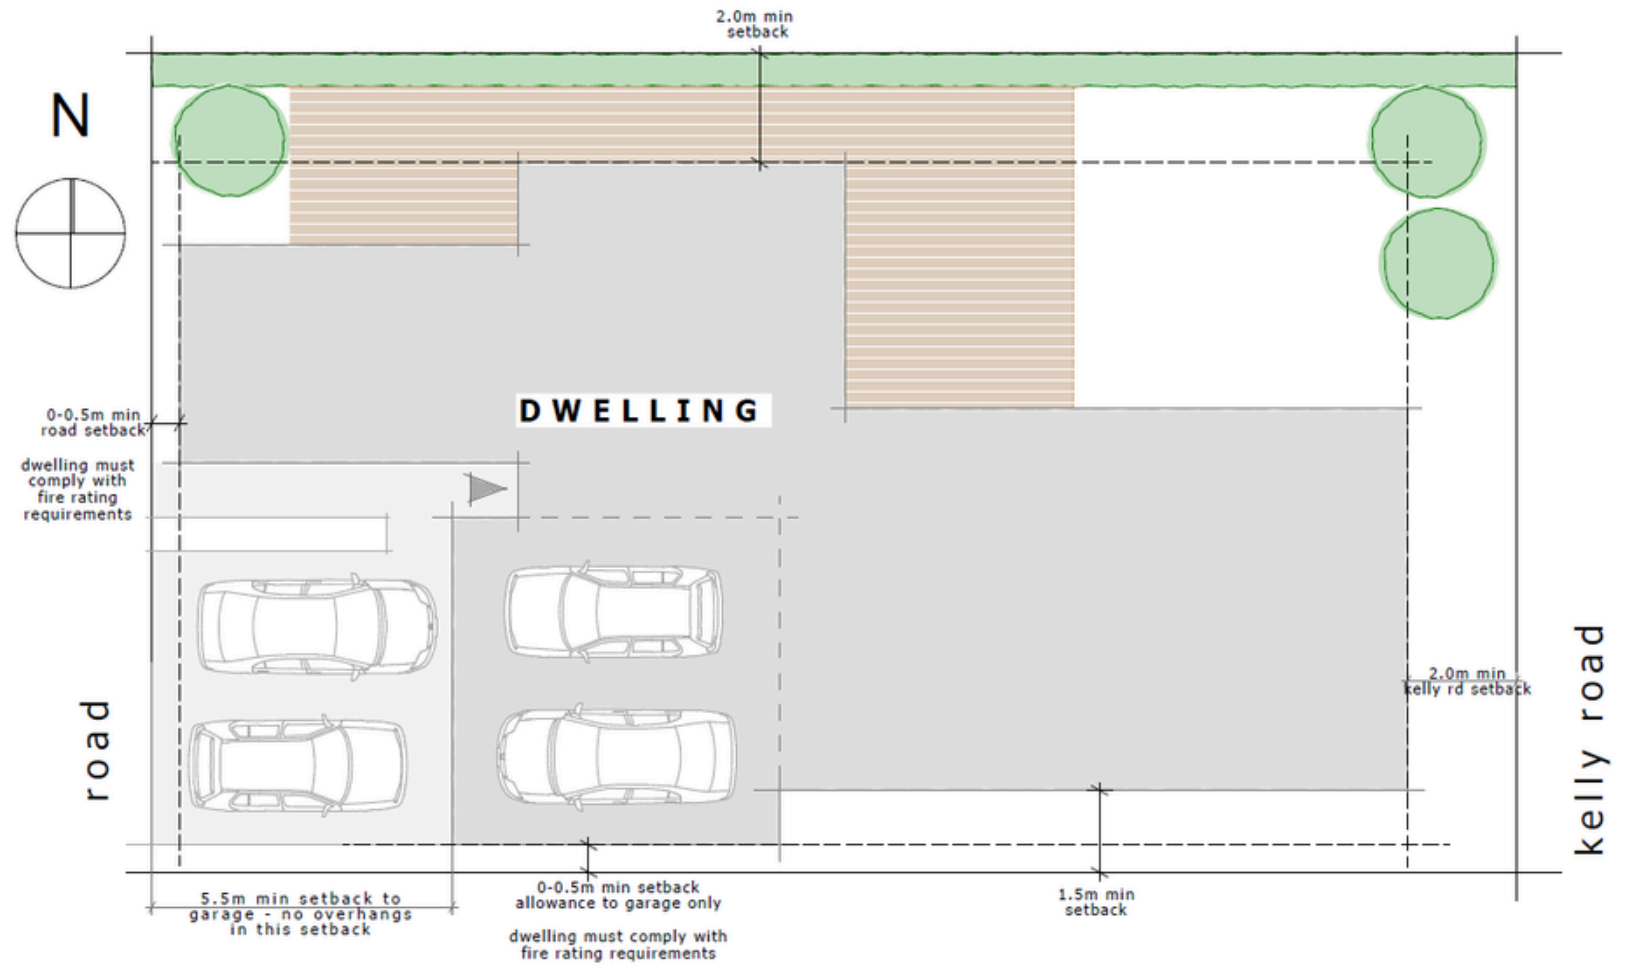 2.0m min
setback
N
DWELLING
0-0.5m min
road setback
dwelling must
comply with
fire rating
requirements
road
2.0m min
kelly rd setback
kelly road
5.5m min setback to
garage - no overhangs
in this setback
0-0.5m min setback
allowance to garage only
dwelling must comply with
fire rating requirements
1.5m min
setback